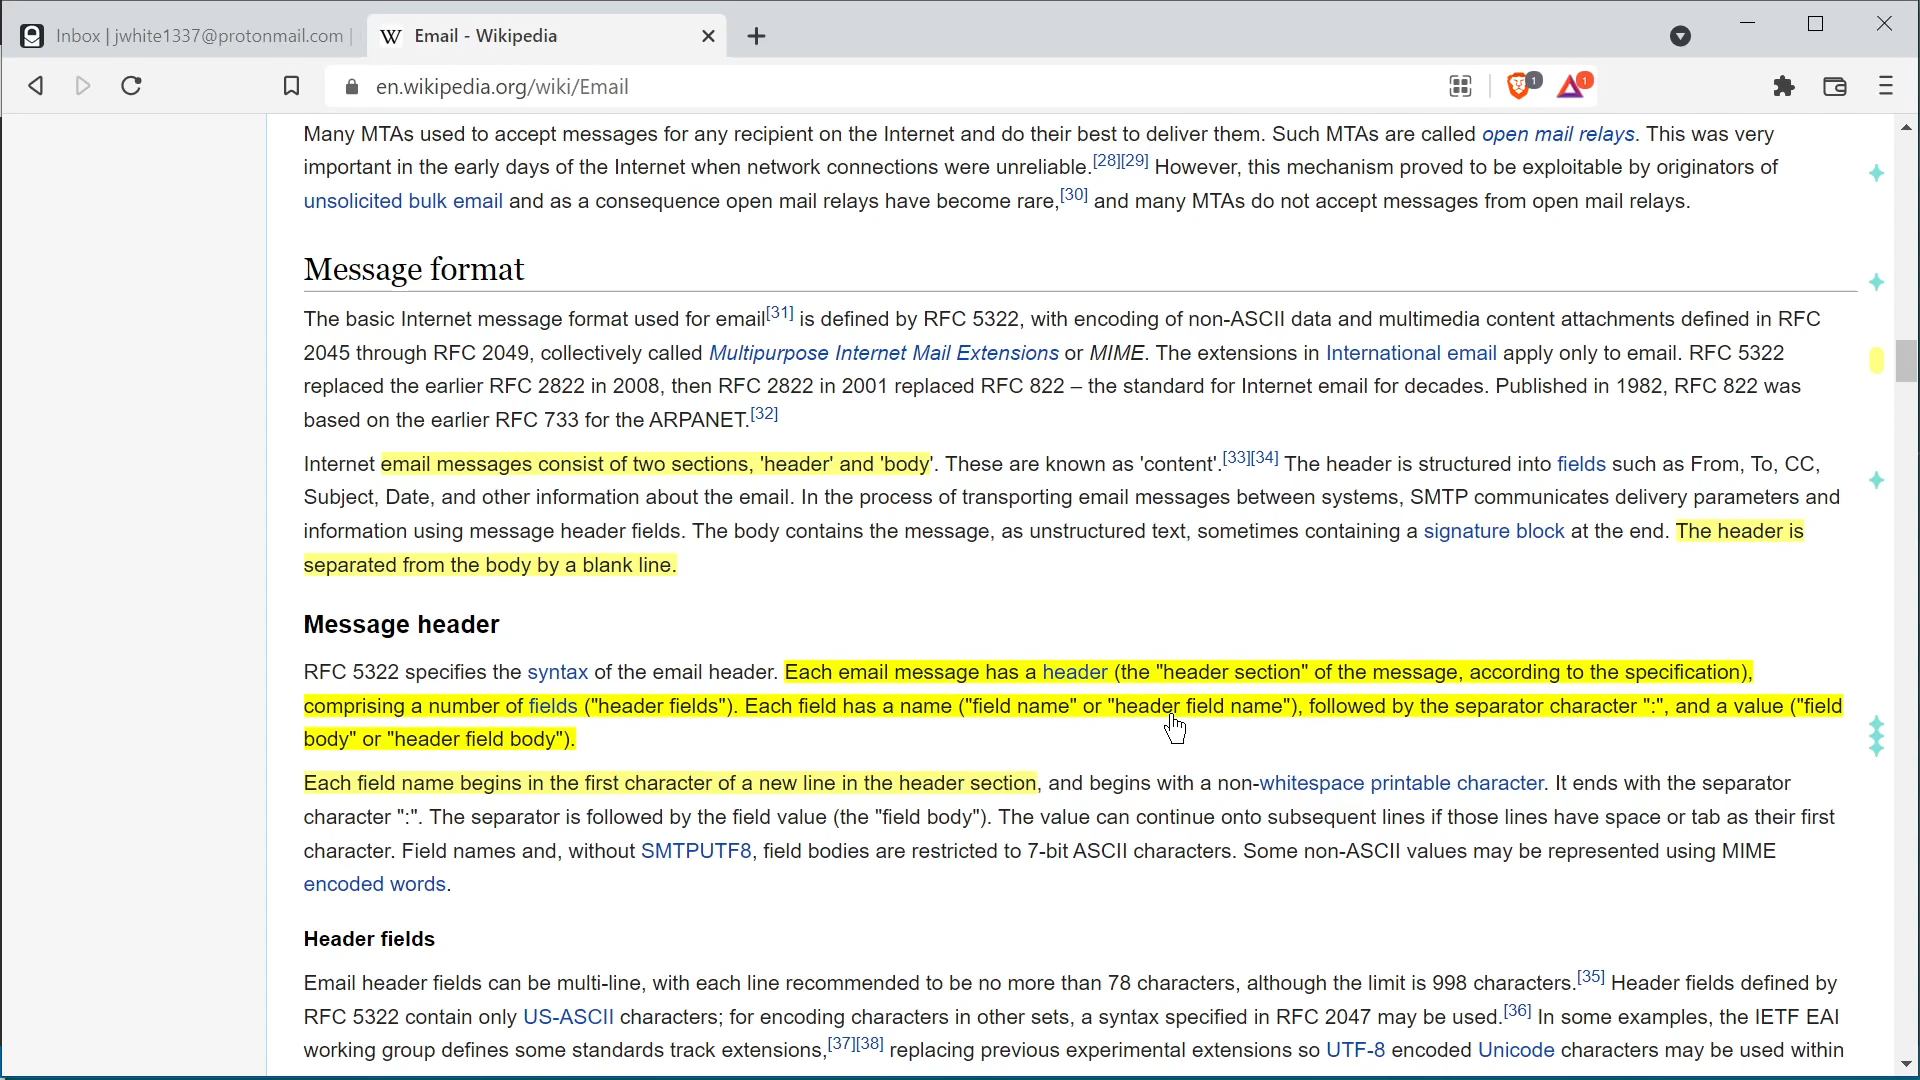 Inbox | jwhite1337@protonmail.com |
W Email - Wikipedia
en.wikipedia.org/wiki/Email
1
1
Many MTAs used to accept messages for any recipient on the Internet and do their best to deliver them. Such MTAs are called open mail relays. This was very
important in the early days of the Internet when network connections were unreliable.[28][29] However, this mechanism proved to be exploitable by originators of
unsolicited bulk email and as a consequence open mail relays have become rare,[30] and many MTAs do not accept messages from open mail relays.
Message format
The basic Internet message format used for email[31] is defined by RFC 5322, with encoding of non-ASCII data and multimedia content attachments defined in RFC
2045 through RFC 2049, collectively called Multipurpose Internet Mail Extensions or MIME. The extensions in International email apply only to email. RFC 5322
replaced the earlier RFC 2822 in 2008, then RFC 2822 in 2001 replaced RFC 822 – the standard for Internet email for decades. Published in 1982, RFC 822 was
based on the earlier RFC 733 for the ARPANET.[32]
Internet email messages consist of two sections, 'header' and 'body'. These are known as 'content'.[33][34] The header is structured into fields such as From, To, CC,
Subject, Date, and other information about the email. In the process of transporting email messages between systems, SMTP communicates delivery parameters and
information using message header fields. The body contains the message, as unstructured text, sometimes containing a signature block at the end. The header is
separated from the body by a blank line.
Message header
RFC 5322 specifies the syntax of the email header. Each email message has a header (the "header section" of the message, according to the specification),
comprising a number of fields ("header fields"). Each field has a name ("field name" or "header field name"), followed by the separator character ":", and a value ("field
body" or "header field body").
Each field name begins in the first character of a new line in the header section, and begins with a non-whitespace printable character. It ends with the separator
character ":". The separator is followed by the field value (the "field body"). The value can continue onto subsequent lines if those lines have space or tab as their first
character. Field names and, without SMTPUTF8, field bodies are restricted to 7-bit ASCII characters. Some non-ASCII values may be represented using MIME
encoded words.
Header fields
Email header fields can be multi-line, with each line recommended to be no more than 78 characters, although the limit is 998 characters.[35] Header fields defined by
RFC 5322 contain only US-ASCII characters; for encoding characters in other sets, a syntax specified in RFC 2047 may be used.[36] In some examples, the IETF EAI
working group defines some standards track extensions,[37][38] replacing previous experimental extensions so UTF-8 encoded Unicode characters may be used within